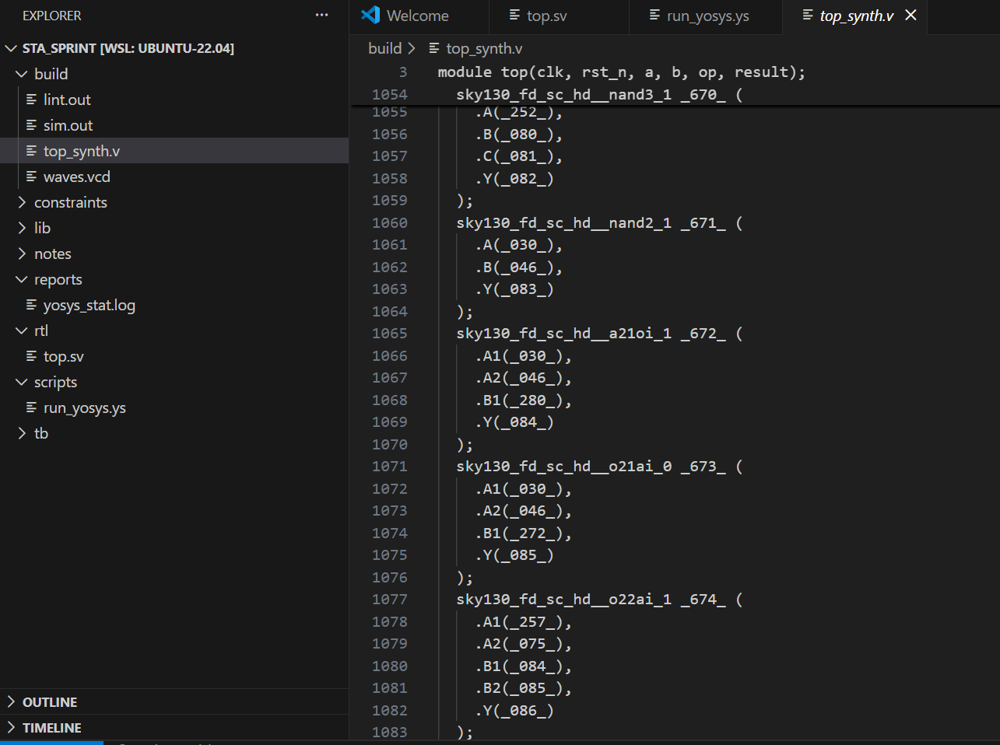 EXPLORER
...
STA_SPRINT [WSL: UBUNTU-22.04]
build
lint.out
sim.out
top_synth.v
waves.vcd
constraints
lib
notes
reports
yosys_stat.log
rtl
top.sv
scripts
run_yosys.ys
tb
OUTLINE
TIMELINE
Welcome
top.sv
run_yosys.ys
top_synth.v
build > top_synth.v
3 module top(clk, rst_n, a, b, op, result);
1054 sky130_fd_sc_hd__nand3_1 _670_ (
1055 .A(_252_),
1056 .B(_080_),
1057 .C(_081_),
1058 .Y(_082_)
1059 );
1060 sky130_fd_sc_hd__nand2_1 _671_ (
1061 .A(_030_),
1062 .B(_046_),
1063 .Y(_083_)
1064 );
1065 sky130_fd_sc_hd__a21oi_1 _672_ (
1066 .A1(_030_),
1067 .A2(_046_),
1068 .B1(_280_),
1069 .Y(_084_)
1070 );
1071 sky130_fd_sc_hd__o21ai_0 _673_ (
1072 .A1(_030_),
1073 .A2(_046_),
1074 .B1(_272_),
1075 .Y(_085_)
1076 );
1077 sky130_fd_sc_hd__o22ai_1 _674_ (
1078 .A1(_257_),
1079 .A2(_075_),
1080 .B1(_084_),
1081 .B2(_085_),
1082 .Y(_086_)
1083 );